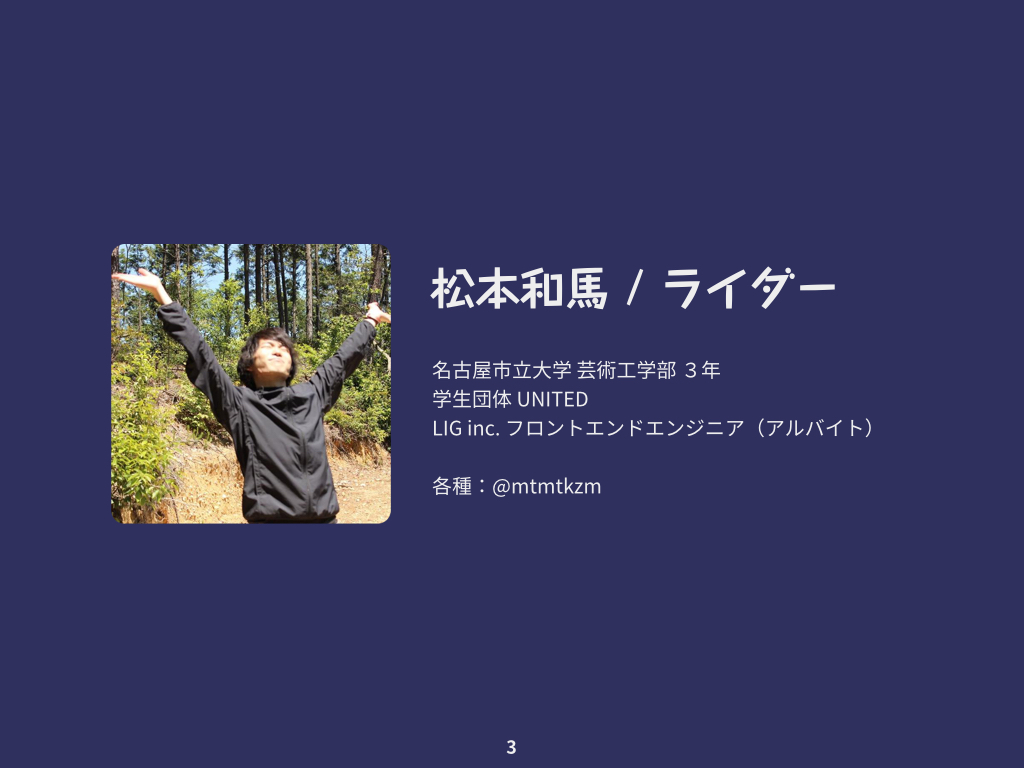 松本和馬 / ライダー
名古屋市立大学 芸術工学部 ３年
学生団体 UNITED
LIG inc. フロントエンドエンジニア（アルバイト）
各種：@mtmtkzm
3